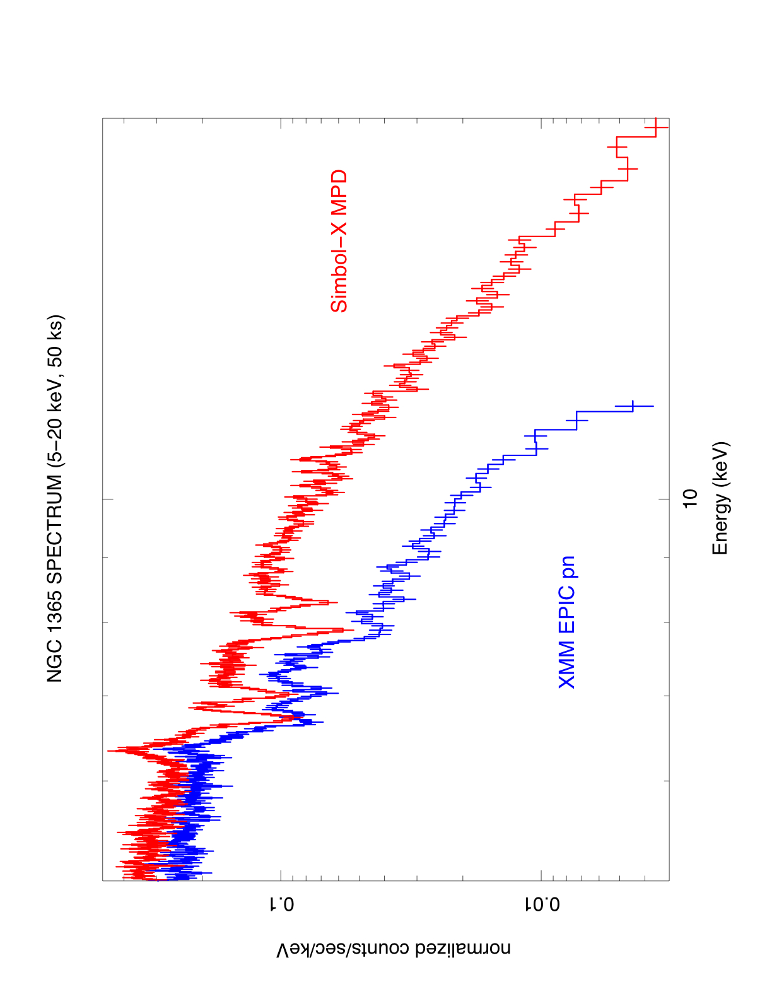 NGC 1365 SPECTRUM (5−20 keV, 50 ks)
Simbol−X MPD
XMM EPIC pn
0.1
0.01
normalized counts/sec/keV
10
Energy (keV)